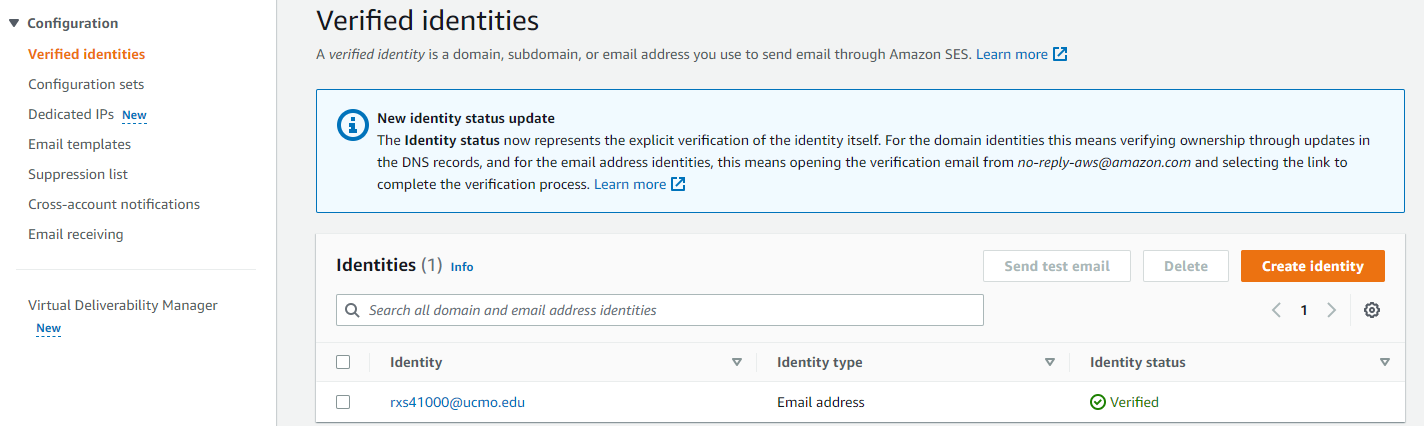 Configuration
Verified identities
Configuration sets
Dedicated IPs New
Email templates
Suppression list
Cross-account notifications
Email receiving
Virtual Deliverability Manager
New
Verified identities
A verified identity is a domain, subdomain, or email address you use to send email through Amazon SES. Learn more
New identity status update
The Identity status now represents the explicit verification of the identity itself. For the domain identities this means verifying ownership through updates in
the DNS records, and for the email address identities, this means opening the verification email from no-reply-aws@amazon.com and selecting the link to
complete the verification process. Learn more
Identities (1) Info
Send test email
Delete
Create identity
Search all domain and email address identities
1
Identity
Identity type
Identity status
rxs41000@ucmo.edu
Email address
Verified